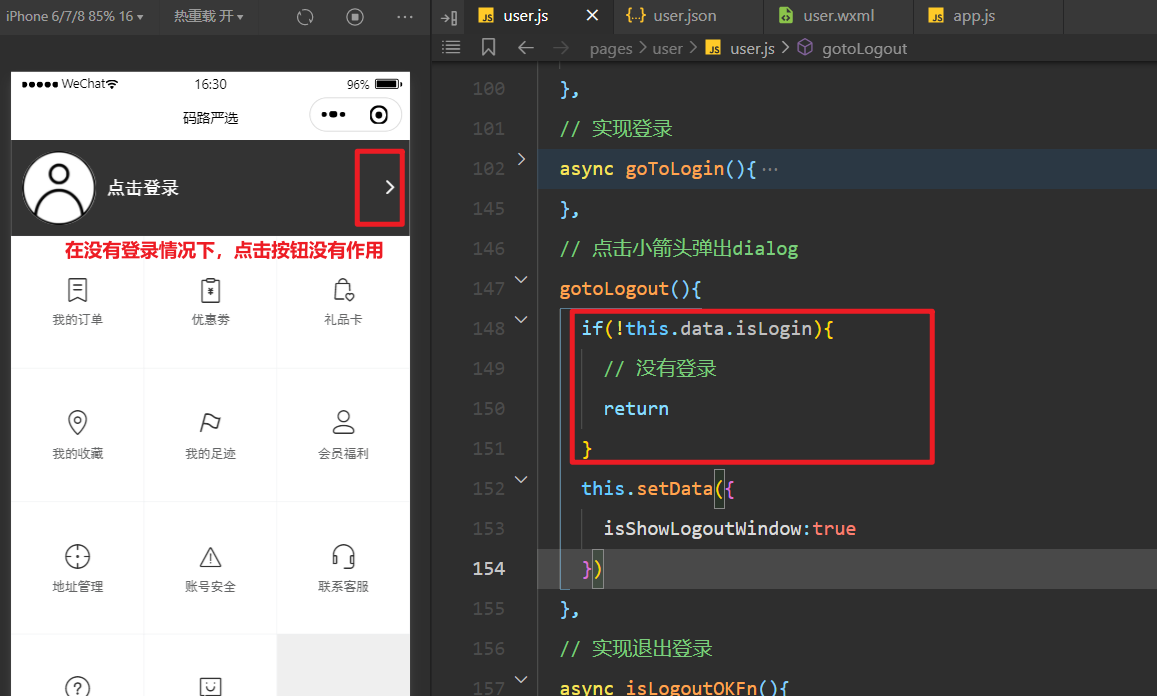 iPhone 6/7/8 85% 16
热重载 开
user.js
user.json
user.wxml
app.js
pages > user > user.js > gotoLogout
WeChat
16:30
96%
码路严选
点击登录
在没有登录情况下，点击按钮没有作用
我的订单
优惠券
礼品卡
我的收藏
我的足迹
会员福利
地址管理
账号安全
联系客服
100 },
101 // 实现登录
102 async goToLogin(){ ···
145 },
146 // 点击小箭头弹出dialog
147 gotoLogout(){
148 if(!this.data.isLogin){
149 // 没有登录
150 return
151 }
152 this.setData({
153 isShowLogoutWindow:true
154 })
155 },
156 // 实现退出登录
157 async isLogoutOKFn(){